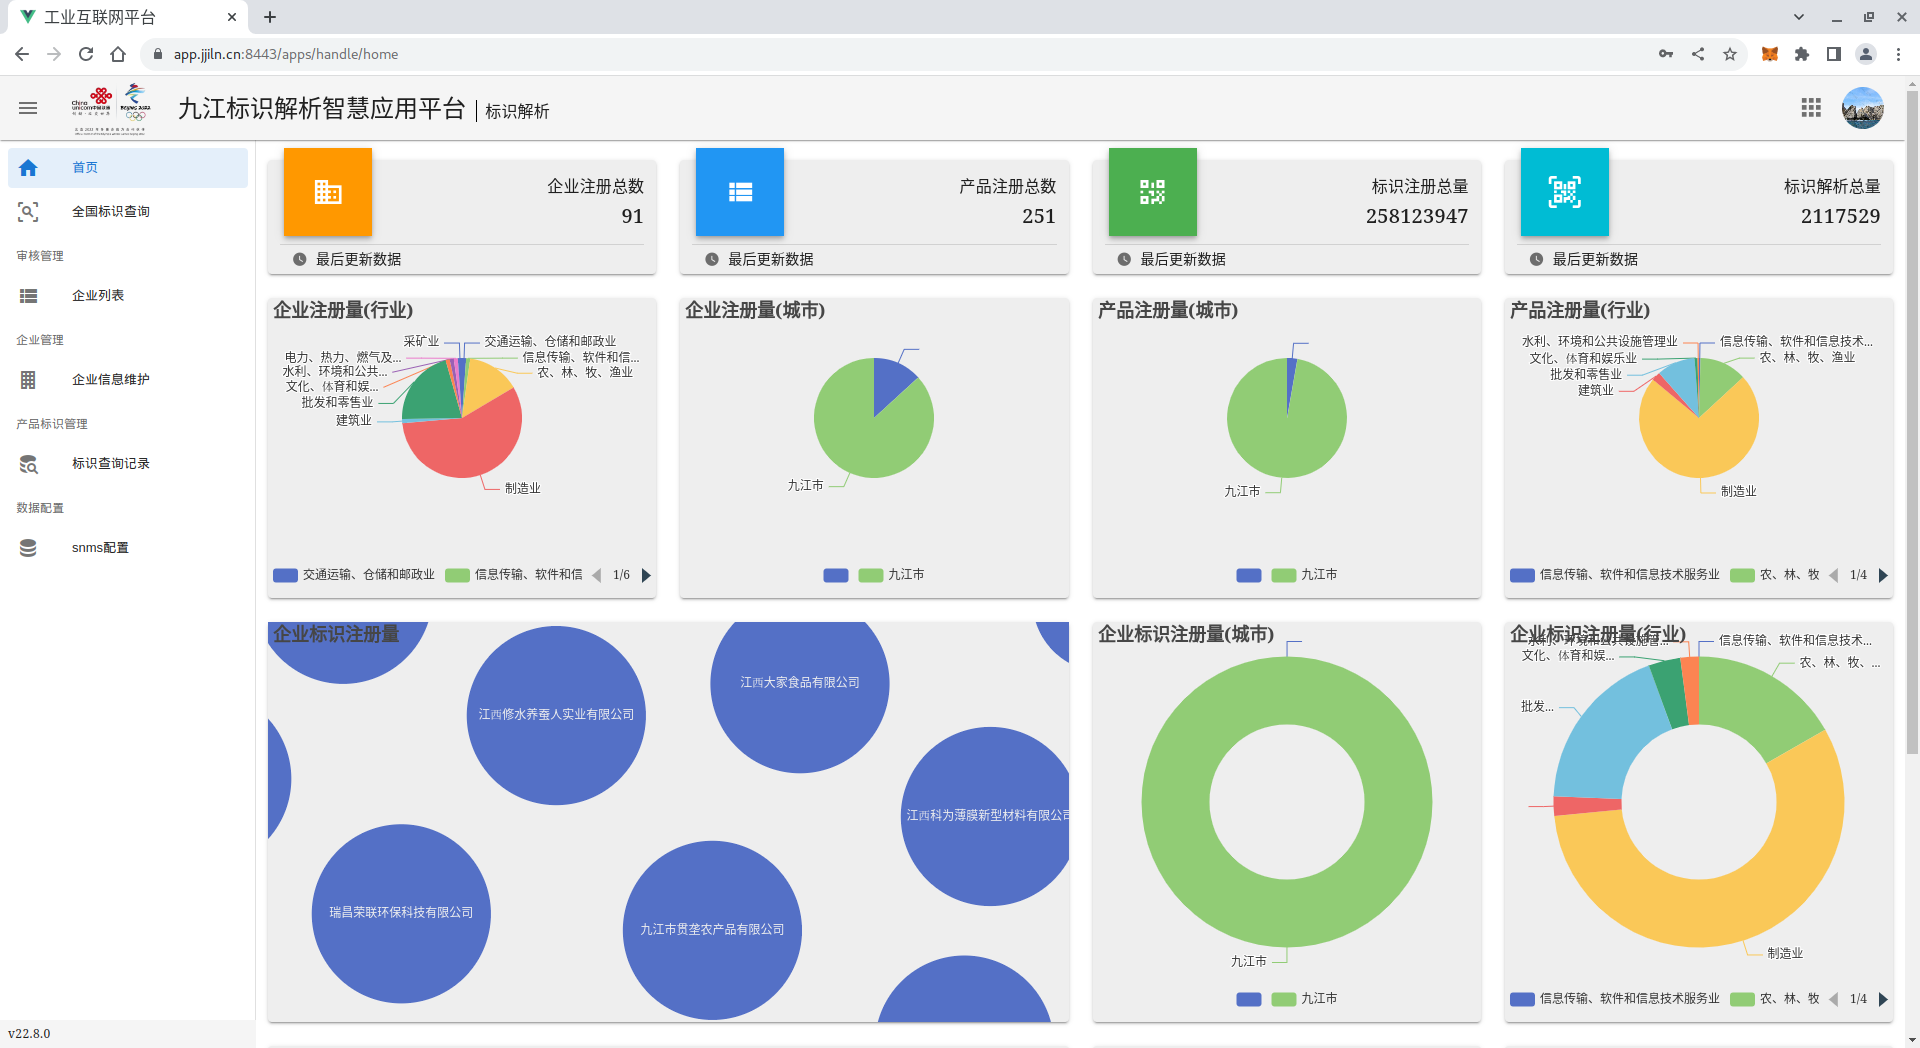 工业互联网平台
app.jjiln.cn:8443/apps/handle/home
China
unicom中国联通
BEIJING 2022
九江标识解析智慧应用平台 | 标识解析
首页
全国标识查询
审核管理
企业列表
企业管理
企业信息维护
产品标识管理
标识查询记录
数据配置
snms配置
v22.8.0
企业注册总数
91
最后更新数据
产品注册总数
251
最后更新数据
标识注册总量
258123947
最后更新数据
标识解析总量
2117529
最后更新数据
企业注册量(行业)
采矿业
交通运输、仓储和邮政业
电力、热力、燃气及...
信息传输、软件和信...
水利、环境和公共...
农、林、牧、渔业
文化、体育和娱...
批发和零售业
建筑业
制造业
交通运输、仓储和邮政业
信息传输、软件和信
1/6
企业注册量(城市)
九江市
九江市
产品注册量(城市)
九江市
九江市
产品注册量(行业)
水利、环境和公共设施管理业
信息传输、软件和信息技术...
文化、体育和娱乐业
农、林、牧、渔业
批发和零售业
建筑业
制造业
信息传输、软件和信息技术服务业
农、林、牧
1/4
企业标识注册量
江西大家食品有限公司
江西修水养蚕人实业有限公司
江西科为薄膜新型材料有限公司
瑞昌荣联环保科技有限公司
九江市贯垄农产品有限公司
企业标识注册量(城市)
九江市
九江市
企业标识注册量(行业)
水利、环境和公共设施管...
信息传输、软件和信息技术...
文化、体育和娱...
农、林、牧、...
批发...
制造业
信息传输、软件和信息技术服务业
农、林、牧
1/4